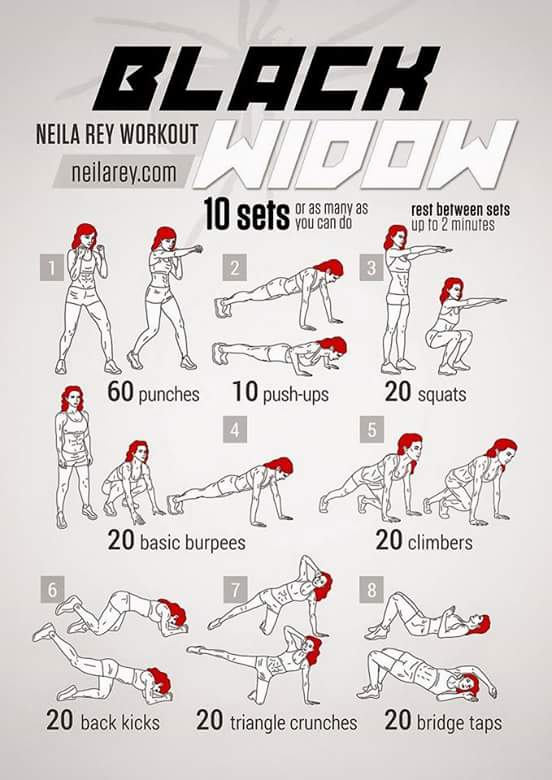 BLACK
NEILA REY WORKOUT
WIDOW
neilarey.com
10 sets or as many as
you can do
rest between sets
up to 2 minutes
1
2
3
60 punches
10 push-ups
20 squats
4
5
20 basic burpees
20 climbers
6
7
8
20 back kicks
20 triangle crunches
20 bridge taps